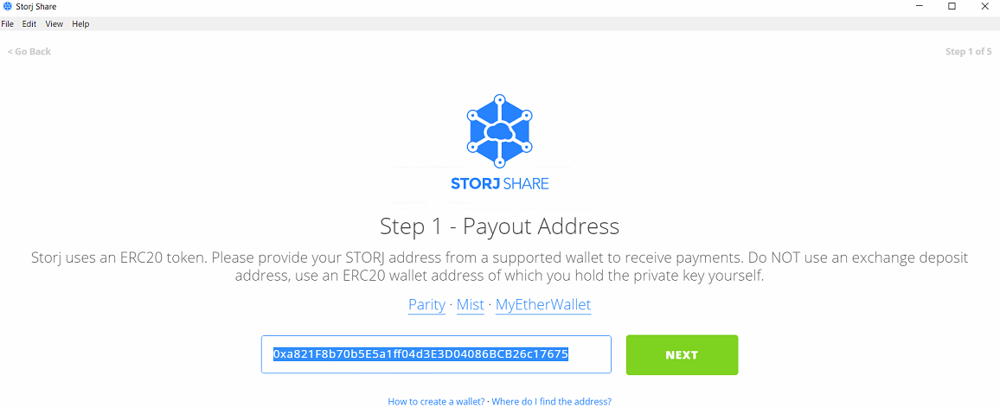 Storj Share
File Edit View Help
< Go Back
Step 1 of 5
STORJ SHARE
Step 1 - Payout Address
Storj uses an ERC20 token. Please provide your STORJ address from a supported wallet to receive payments. Do NOT use an exchange deposit
address, use an ERC20 wallet address of which you hold the private key yourself.
Parity · Mist · MyEtherWallet
0xa821F8b70b5E5a1ff04d3E3D04086BCB26c17675
NEXT
How to create a wallet? · Where do I find the address?